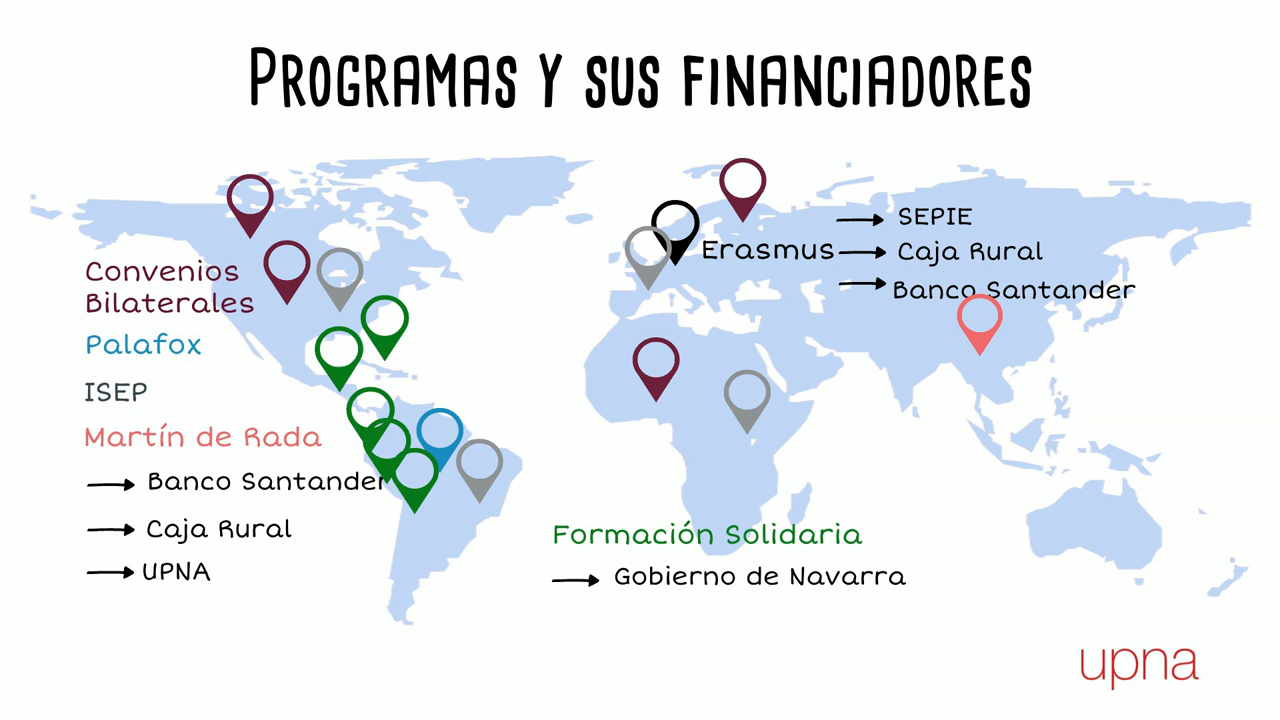 Programas y sus financiadores
Convenios
Bilaterales
Palafox
ISEP
Martín de Rada
Banco Santander
Caja Rural
UPNA
Erasmus
SEPIE
Caja Rural
Banco Santander
Formación Solidaria
Gobierno de Navarra
upna